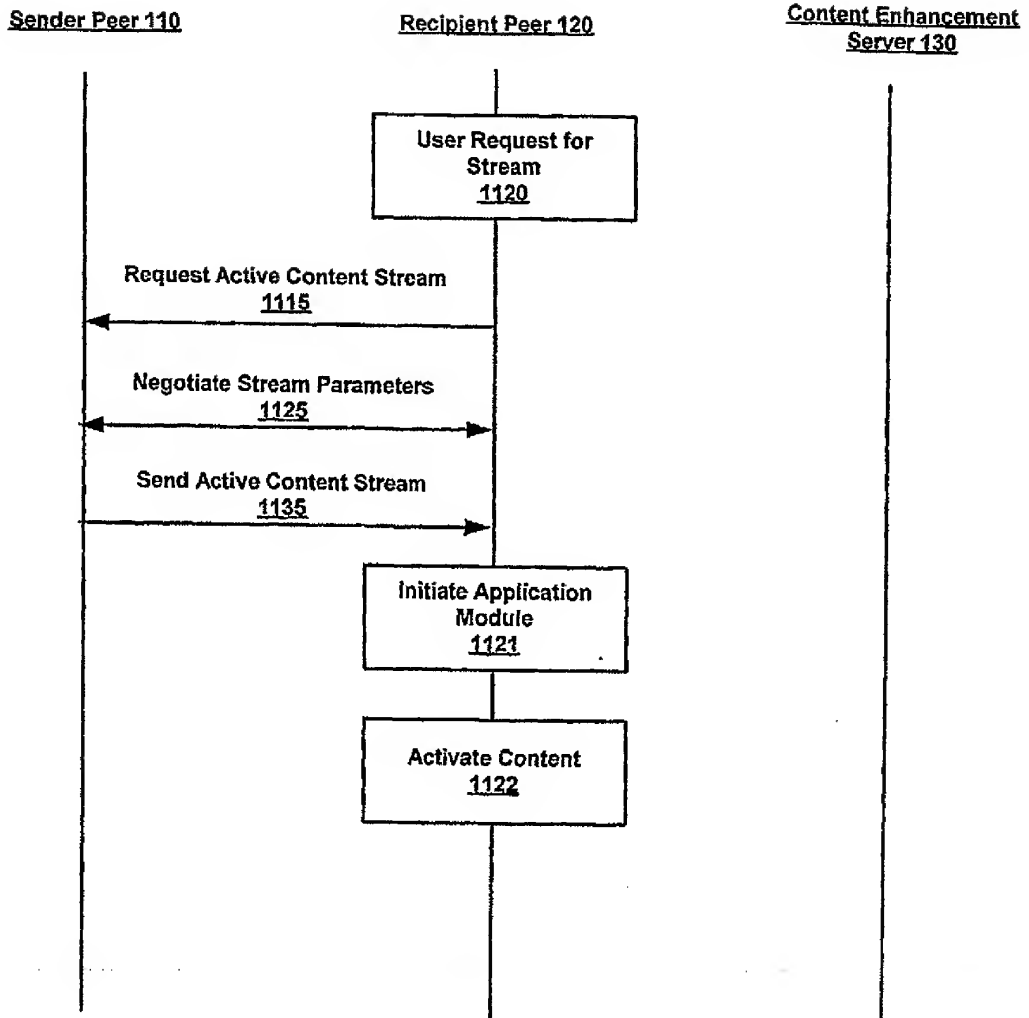 Sender Peer 110
Recipient Peer 120
Content Enhancement
Server 130
User Request for
Stream
1120
Request Active Content Stream
1115
Negotiate Stream Parameters
1125
Send Active Content Stream
1135
Initiate Application
Module
1121
Activate Content
1122